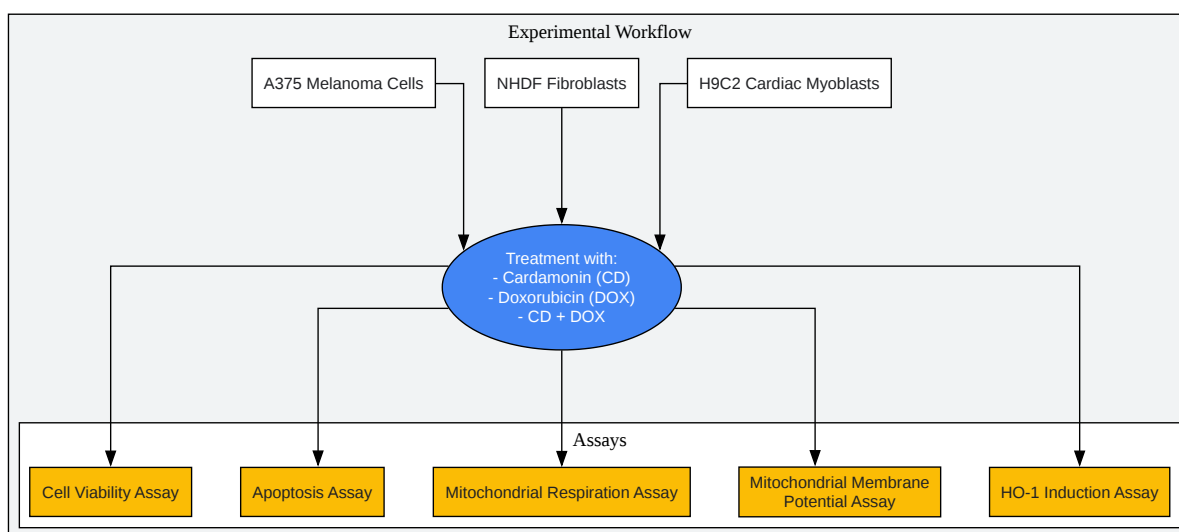 Experimental Workflow
A375 Melanoma Cells
NHDF Fibroblasts
H9C2 Cardiac Myoblasts
Treatment with:
- Cardamonin (CD)
- Doxorubicin (DOX)
- CD + DOX
Assays
Cell Viability Assay
Apoptosis Assay
Mitochondrial Respiration Assay
Mitochondrial Membrane
Potential Assay
HO-1 Induction Assay